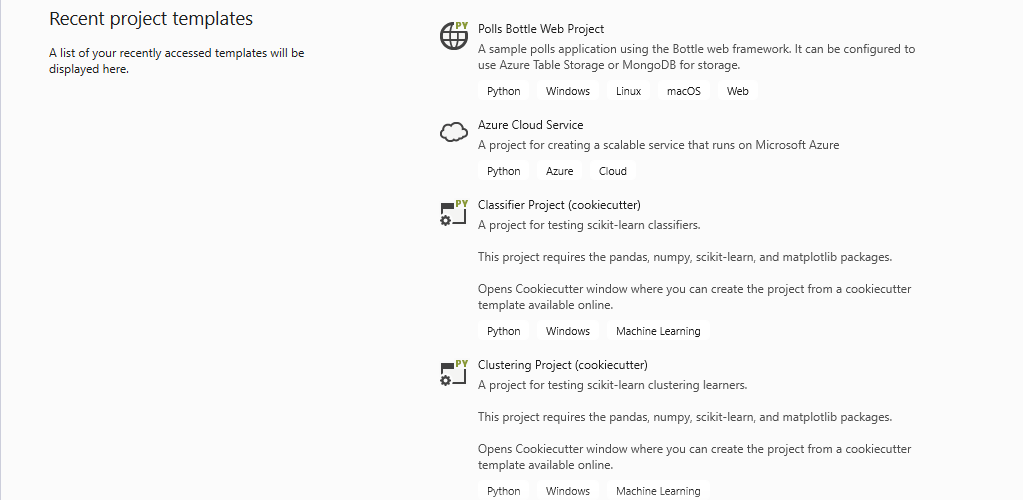 Recent project templates
A list of your recently accessed templates will be
displayed here.
PY
Polls Bottle Web Project
A sample polls application using the Bottle web framework. It can be configured to
use Azure Table Storage or MongoDB for storage.
Python Windows Linux macOS Web
Azure Cloud Service
A project for creating a scalable service that runs on Microsoft Azure
Python Azure Cloud
PY
Classifier Project (cookiecutter)
A project for testing scikit-learn classifiers.
This project requires the pandas, numpy, scikit-learn, and matplotlib packages.
Opens Cookiecutter window where you can create the project from a cookiecutter
template available online.
Python Windows Machine Learning
PY
Clustering Project (cookiecutter)
A project for testing scikit-learn clustering learners.
This project requires the pandas, numpy, scikit-learn, and matplotlib packages.
Opens Cookiecutter window where you can create the project from a cookiecutter
template available online.
Python Windows Machine Learning